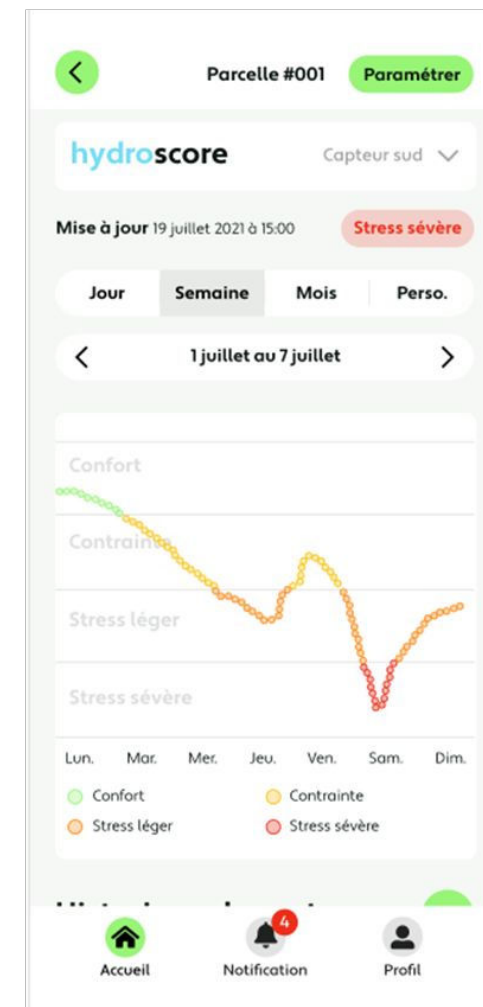 Parcelle #001 Paramétrer
hydroscore Capteur sud
Mise à jour 19 juillet 2021 à 15:00 Stress sévère
Jour Semaine Mois Perso.
1 juillet au 7 juillet
Confort
Contrainte
Stress léger
Stress sévère
Lun. Mar. Mer. Jeu. Ven. Sam. Dim.
Confort Contrainte
Stress léger Stress sévère
4
Accueil Notification Profil